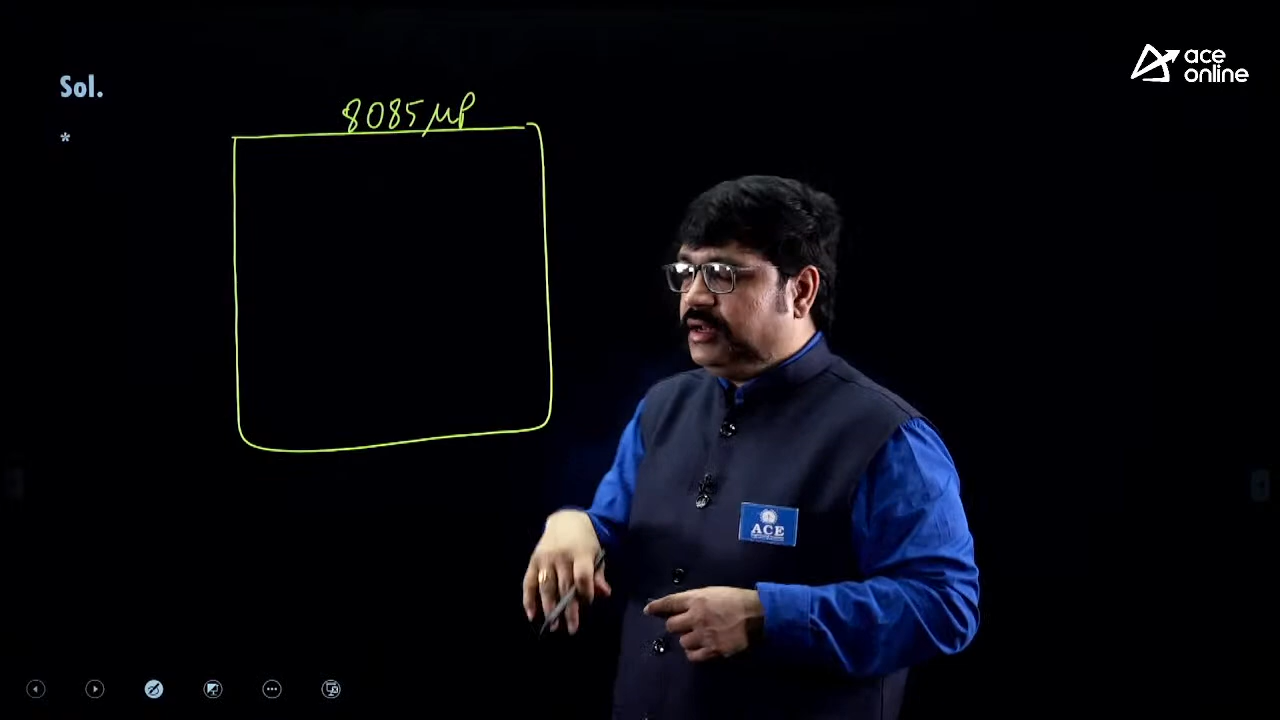 Sol.
ace
online
8085 μP
*
ACE